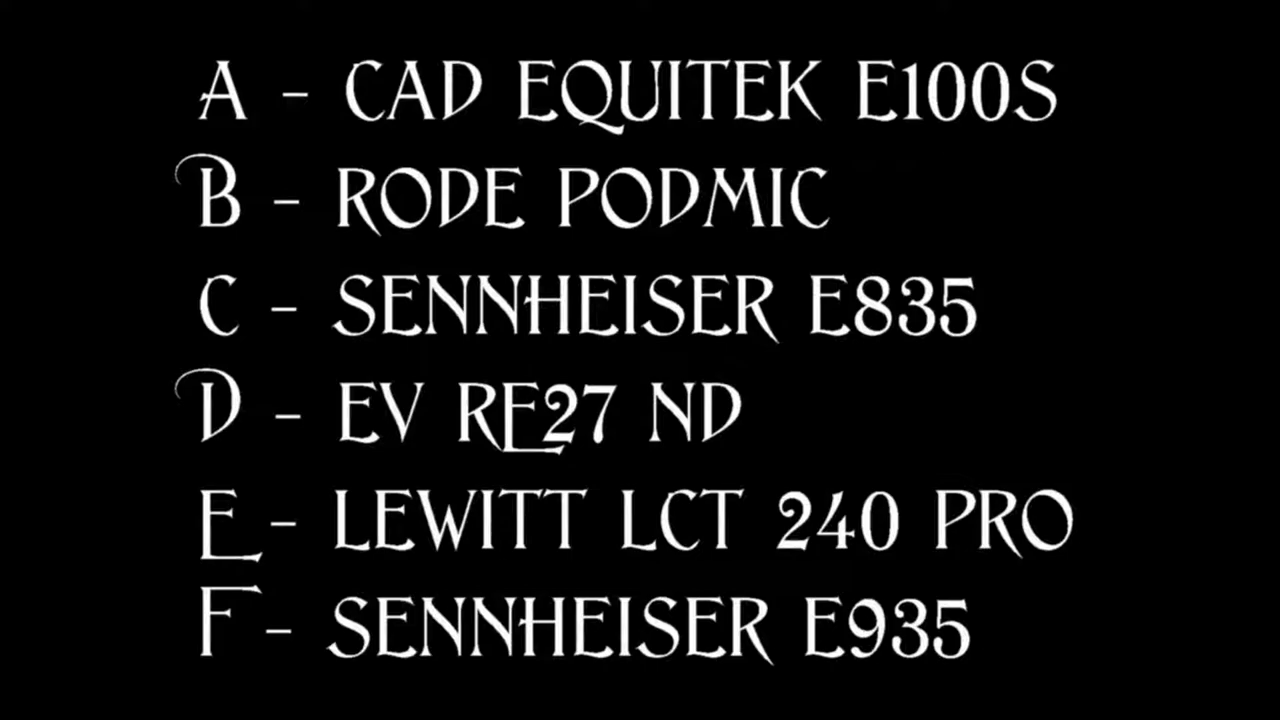 A - CAD EQUITEK E100S
B - RODE PODMIC
C - SENNHEISER E835
D - EV RE27 ND
E - LEWITT LCT 240 PRO
F - SENNHEISER E935